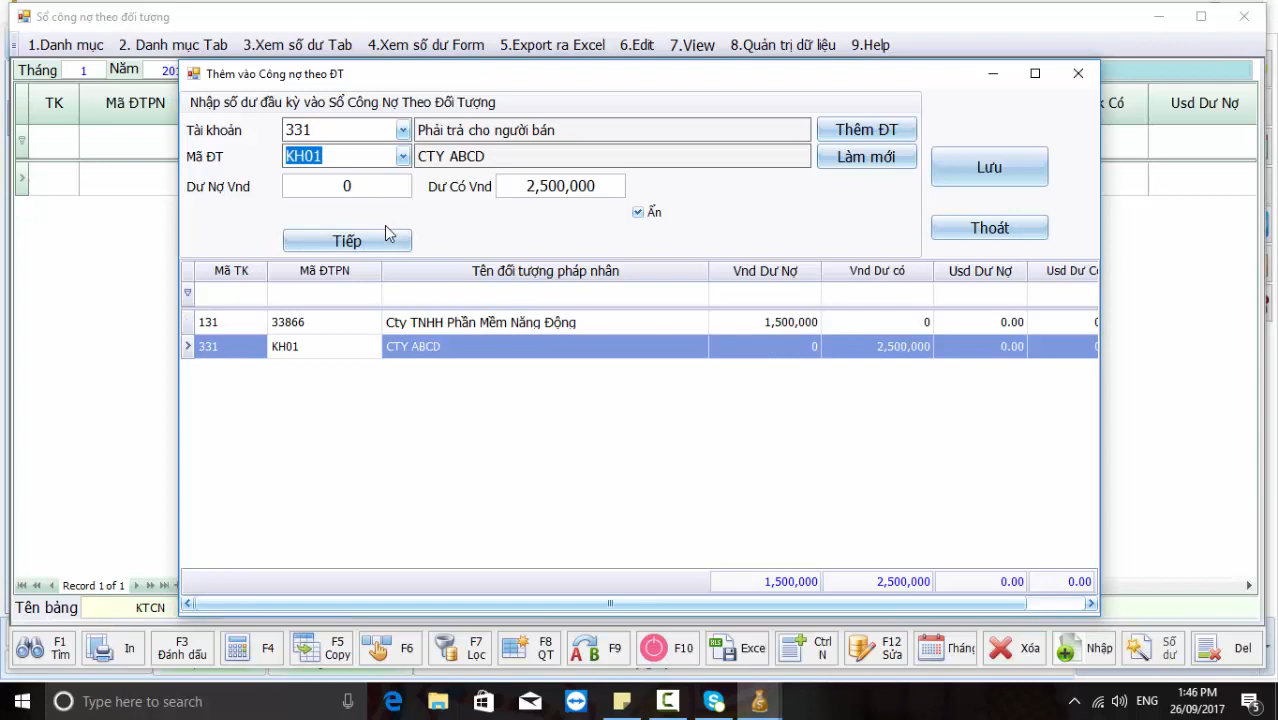 Sổ công nợ theo đối tượng
1.Danh mục 2. Danh mục Tab 3.Xem số dư Tab 4.Xem số dư Form 5.Export ra Excel 6.Edit 7.View 8.Quản trị dữ liệu 9.Help
Tháng 1 Năm 201
TK Mã ĐTPN k Có Usd Dư Nợ
Thêm vào Công nợ theo ĐT
Nhập số dư đầu kỳ vào Sổ Công Nợ Theo Đối Tượng
Tài khoản 331 Phải trả cho người bán Thêm ĐT
Mã ĐT KH01 CTY ABCD Làm mới
Lưu
Dư Nợ Vnd 0 Dư Có Vnd 2,500,000
Ẩn
Thoát
Tiếp
Mã TK Mã ĐTPN Tên đối tượng pháp nhân Vnd Dư Nợ Vnd Dư có Usd Dư Nợ Usd Dư C
131 33866 Cty TNHH Phần Mềm Năng Động 1,500,000 0 0.00 0
331 KH01 CTY ABCD 0 2,500,000 0.00 0
1,500,000 2,500,000 0.00 0.00
Record 1 of 1
Tên bảng KTCN
F1 Tìm In F3 Đánh dấu F4 F5 Copy F6 F7 Lọc F8 QT F9 F10 Exce Ctrl N F12 Sửa Tháng Xóa Nhập Số dư Del
Type here to search
ENG
1:46 PM
26/09/2017
5